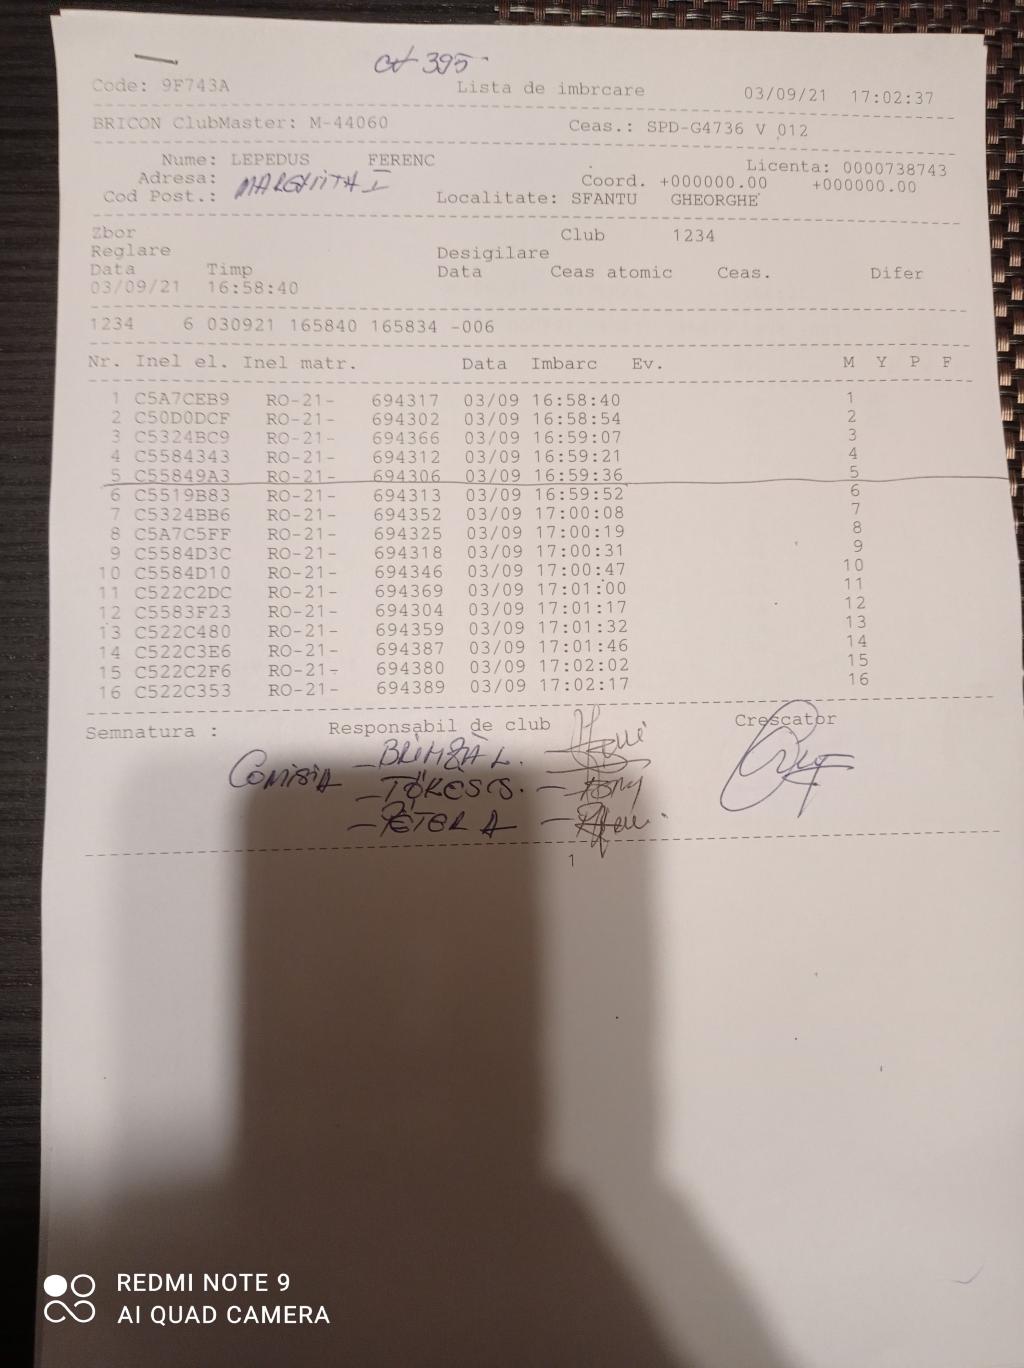 395
Code: 9F743A Lista de imbrcare 03/09/21 17:02:37
BRICON ClubMaster: M-44060 Ceas.: SPD-G4736 V 012
Nume: LEPEDUS FERENC Licenta: 0000738743
Adresa: MARGHITA I Coord. +000000.00 +000000.00
Cod Post.: Localitate: SFANTU GHEORGHE
Zbor Club 1234
Reglare Desigilare
Data Timp Data Ceas atomic Ceas. Difer
03/09/21 16:58:40
1234 6 030921 165840 165834 -006
Nr. Inel el. Inel matr. Data Imbarc Ev. M Y P F
1 C5A7CEB9 RO-21- 694317 03/09 16:58:40 1
2 C50D0DCF RO-21- 694302 03/09 16:58:54 2
3 C5324BC9 RO-21- 694366 03/09 16:59:07 3
4 C5584343 RO-21- 694312 03/09 16:59:21 4
5 C55849A3 RO-21- 694306 03/09 16:59:36 5
6 C5519B83 RO-21- 694313 03/09 16:59:52 6
7 C5324BB6 RO-21- 694352 03/09 17:00:08 7
8 C5A7C5FF RO-21- 694325 03/09 17:00:19 8
9 C5584D3C RO-21- 694318 03/09 17:00:31 9
10 C5584D10 RO-21- 694346 03/09 17:00:47 10
11 C522C2DC RO-21- 694369 03/09 17:01:00 11
12 C5583F23 RO-21- 694304 03/09 17:01:17 12
13 C522C480 RO-21- 694359 03/09 17:01:32 13
14 C522C3E6 RO-21- 694387 03/09 17:01:46 14
15 C522C2F6 RO-21- 694380 03/09 17:02:02 15
16 C522C353 RO-21- 694389 03/09 17:02:17 16
Semnatura : Responsabil de club Crescator
COMISIA - BRINZA L.
- TÖKÉS CS. -
- PÉTER A -
1
REDMI NOTE 9
AI QUAD CAMERA